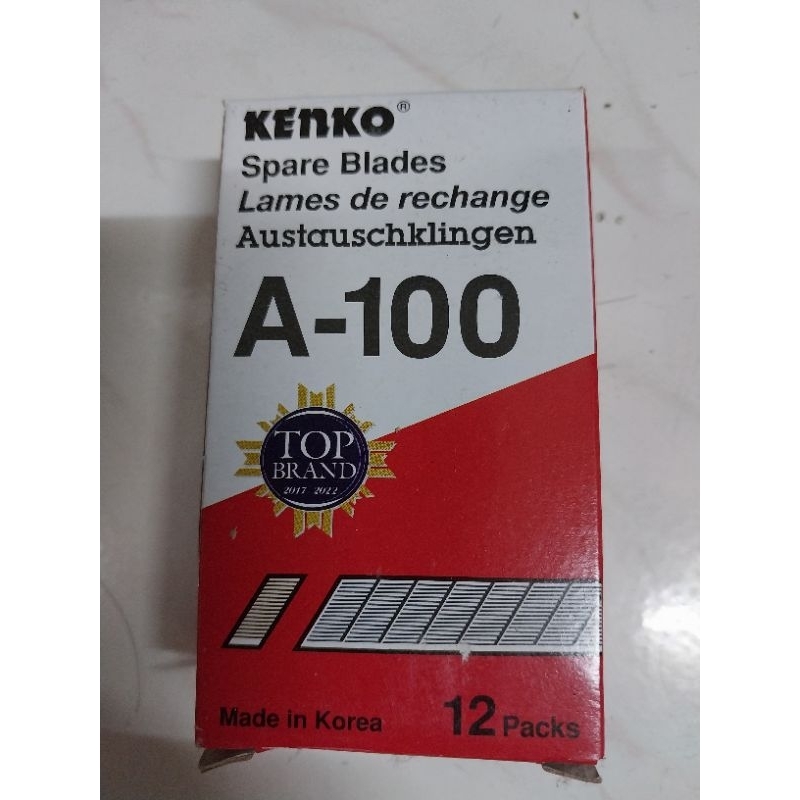 KENKO®
Spare Blades
Lames de rechange
Austauschklingen
A-100
TOP
BRAND
2017 - 2022
Made in Korea
12 Packs